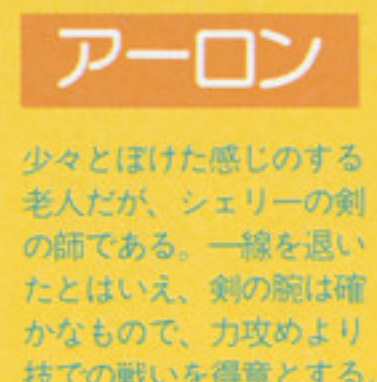 アーロン
少々とぼけた感じのする
老人だが、シェリーの剣
の師である。一線を退い
たとはいえ、剣の腕は確
かなもので、力攻めより
技での戦いを得意とする